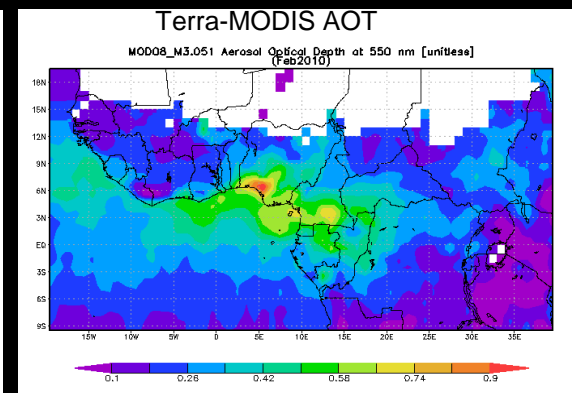 Terra-MODIS AOT
MOD08_M3.051 Aerosol Optical Depth at 550 nm [unitless]
(Feb2010)
18N
15N
12N
9N
6N
3N
EQ
3S
6S
9S
15W 10W 5W 0 5E 10E 15E 20E 25E 30E 35E
0.1 0.26 0.42 0.58 0.74 0.9